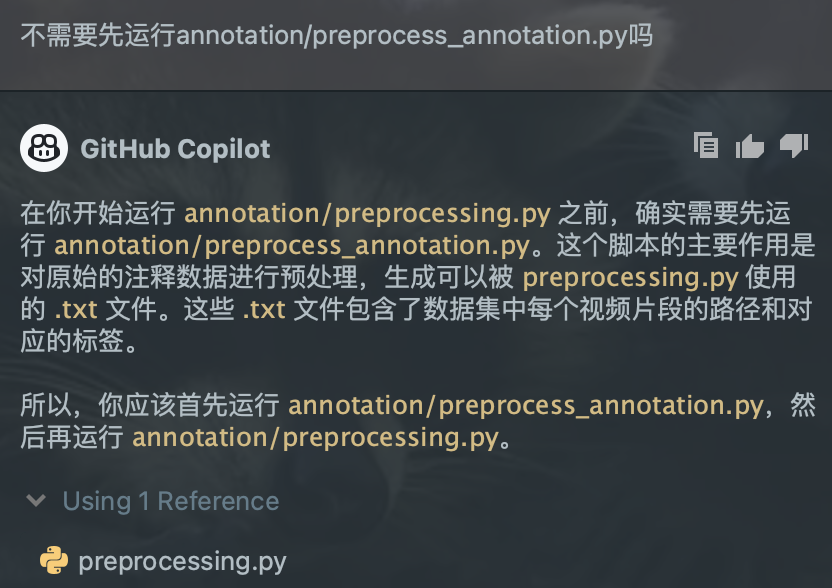 不需要先运行annotation/preprocess_annotation.py吗
GitHub Copilot
在你开始运行 annotation/preprocessing.py 之前，确实需要先运
行 annotation/preprocess_annotation.py。这个脚本的主要作用是
对原始的注释数据进行预处理，生成可以被 preprocessing.py 使用
的 .txt 文件。这些 .txt 文件包含了数据集中每个视频片段的路径和对
应的标签。
所以，你应该首先运行 annotation/preprocess_annotation.py，然
后再运行 annotation/preprocessing.py。
Using 1 Reference
preprocessing.py